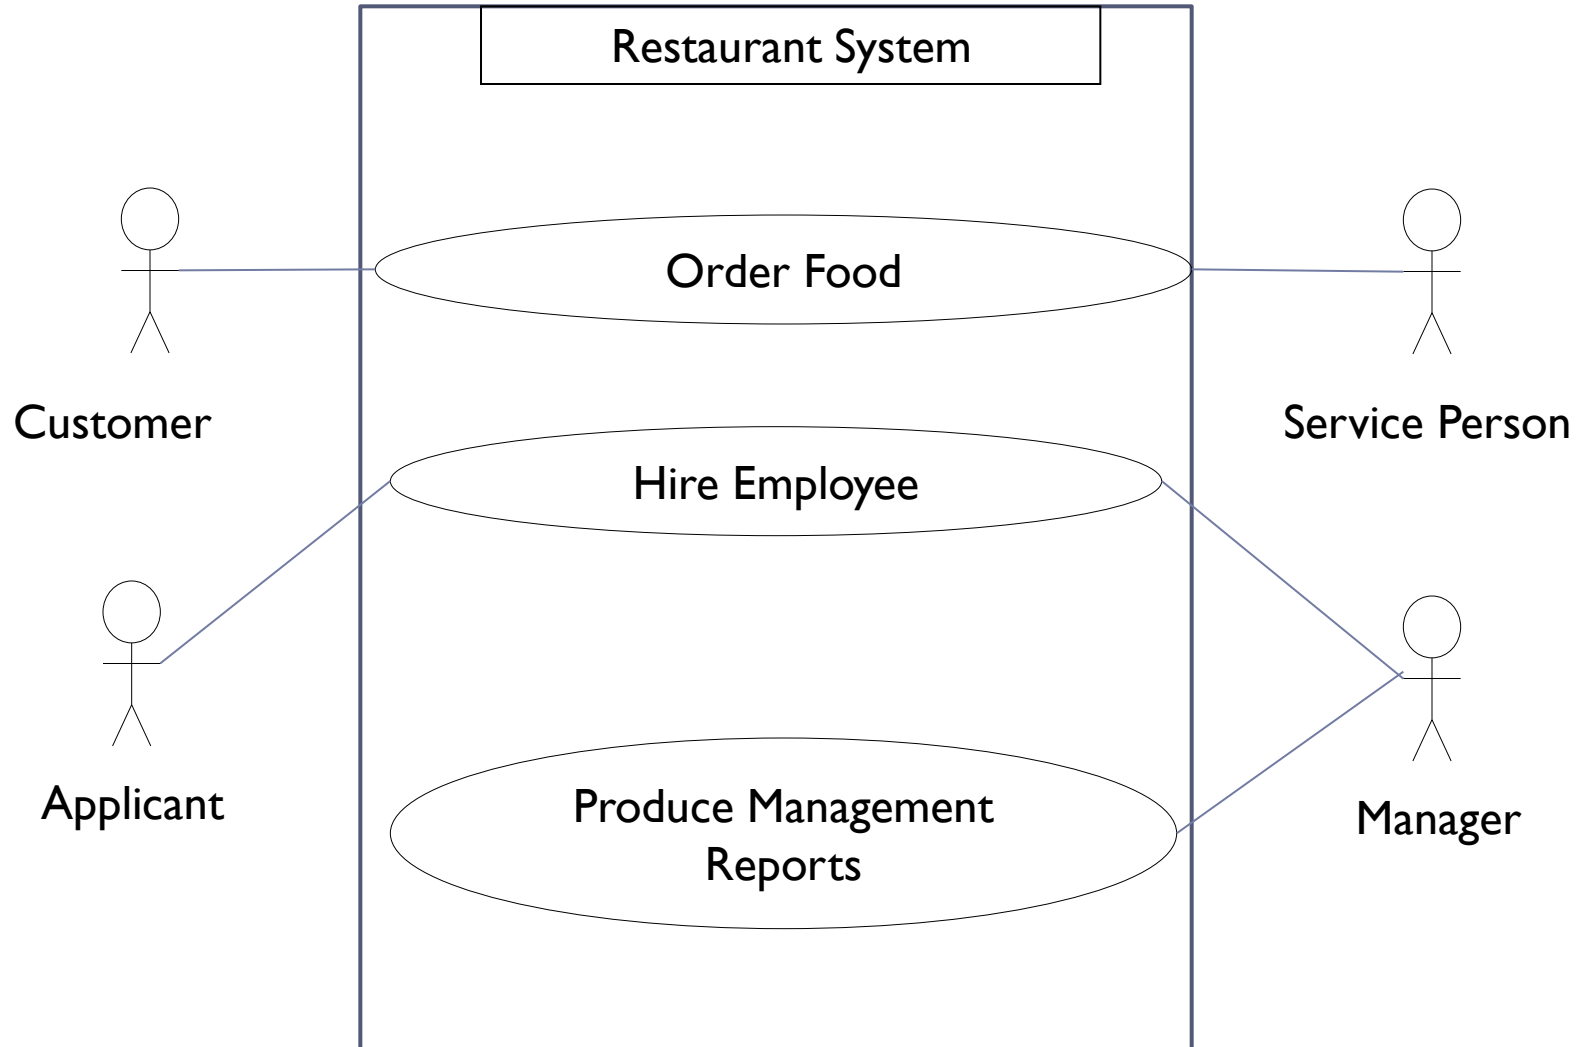 Restaurant System
Order Food
Customer
Service Person
Hire Employee
Applicant
Produce Management
Reports
Manager